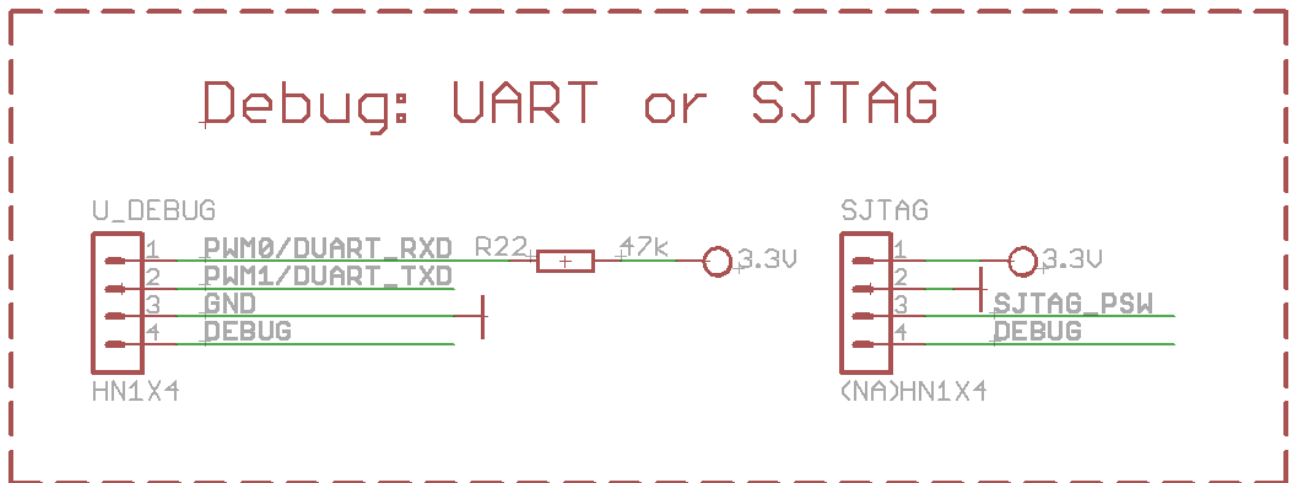 Debug: UART or SJTAG
U_DEBUG
1 PWM0/DUART_RXD R22 47k 3.3V
2 PWM1/DUART_TXD
3 GND
4 DEBUG
HN1X4
SJTAG
1 3.3V
2
3 SJTAG_PSW
4 DEBUG
(NA)HN1X4